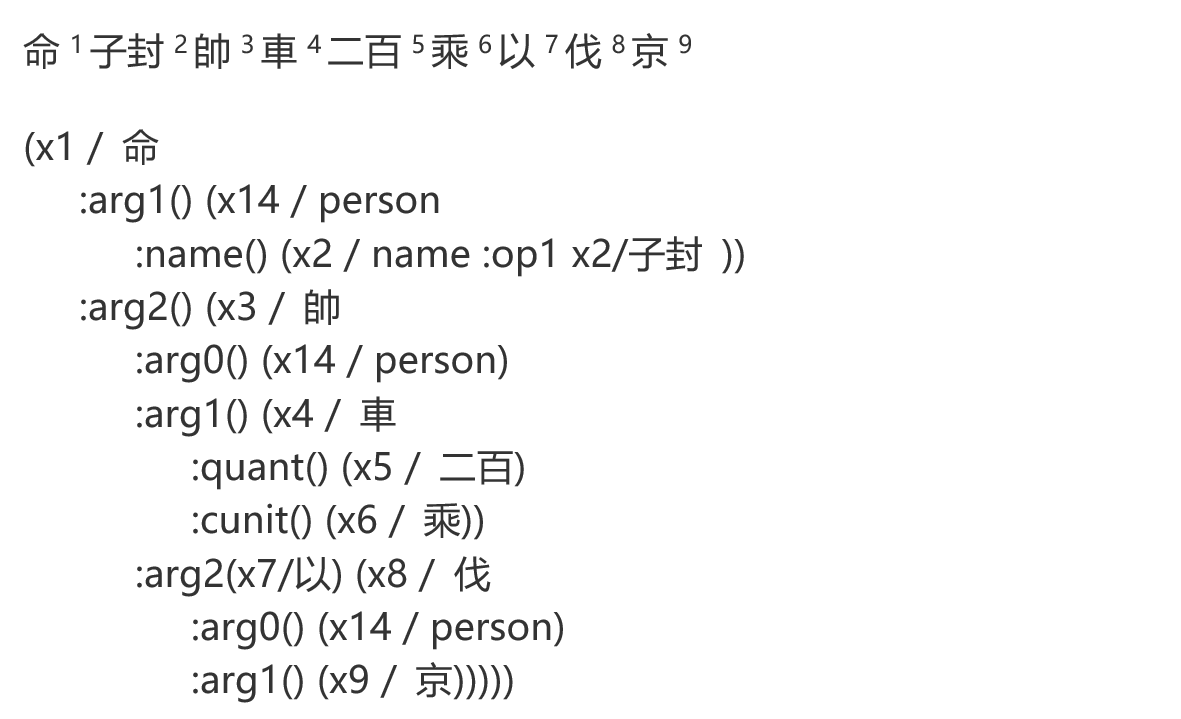 命 1 子封 2 帥 3 車 4 二百 5 乘 6 以 7 伐 8 京 9
(x1 / 命
:arg1() (x14 / person
:name() (x2 / name :op1 x2/子封 ))
:arg2() (x3 / 帥
:arg0() (x14 / person)
:arg1() (x4 / 車
:quant() (x5 / 二百)
:cunit() (x6 / 乘))
:arg2(x7/以) (x8 / 伐
:arg0() (x14 / person)
:arg1() (x9 / 京)))))